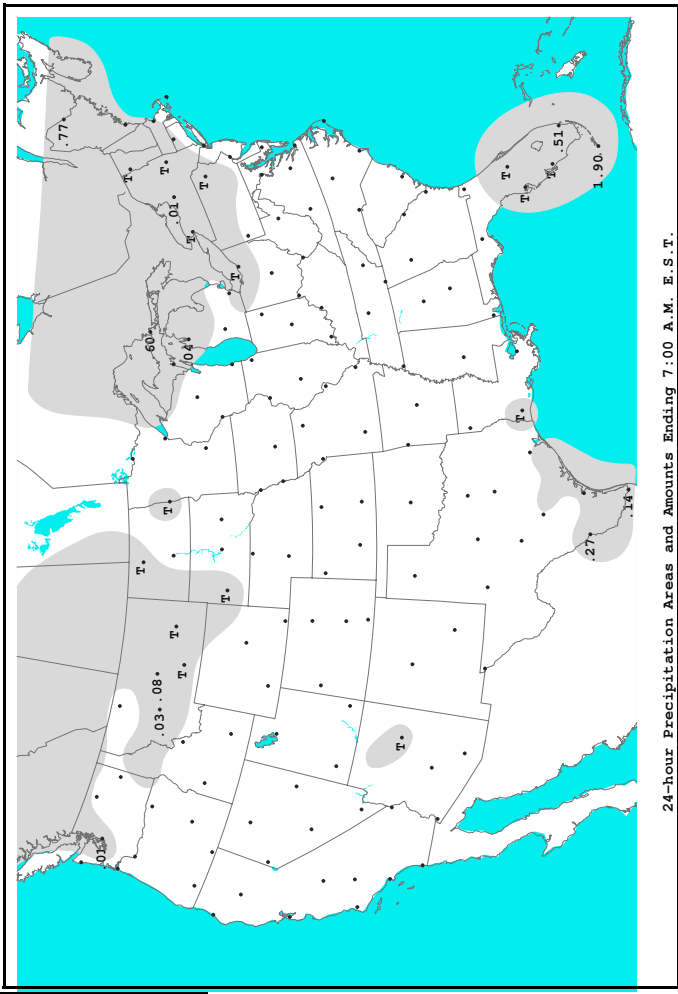 .77
.01
T
T
.60
.08
.03
T
T
.01
T
T
.04
T
T
T
T
T
T
T
T
T
.51
.27
1.90
.14
24-hour Precipitation Areas and Amounts Ending 7:00 A.M. E.S.T.